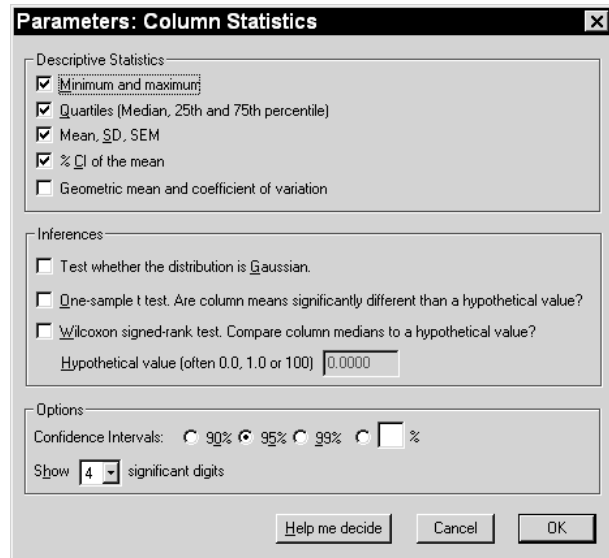 Parameters: Column Statistics
Descriptive Statistics
Minimum and maximum
Quartiles (Median, 25th and 75th percentile)
Mean, SD, SEM
% CI of the mean
Geometric mean and coefficient of variation
Inferences
Test whether the distribution is Gaussian.
One-sample t test. Are column means significantly different than a hypothetical value?
Wilcoxon signed-rank test. Compare column medians to a hypothetical value?
Hypothetical value (often 0.0, 1.0 or 100) 0.0000
Options
Confidence Intervals: 90% 95% 99% %
Show 4 significant digits
Help me decide Cancel OK